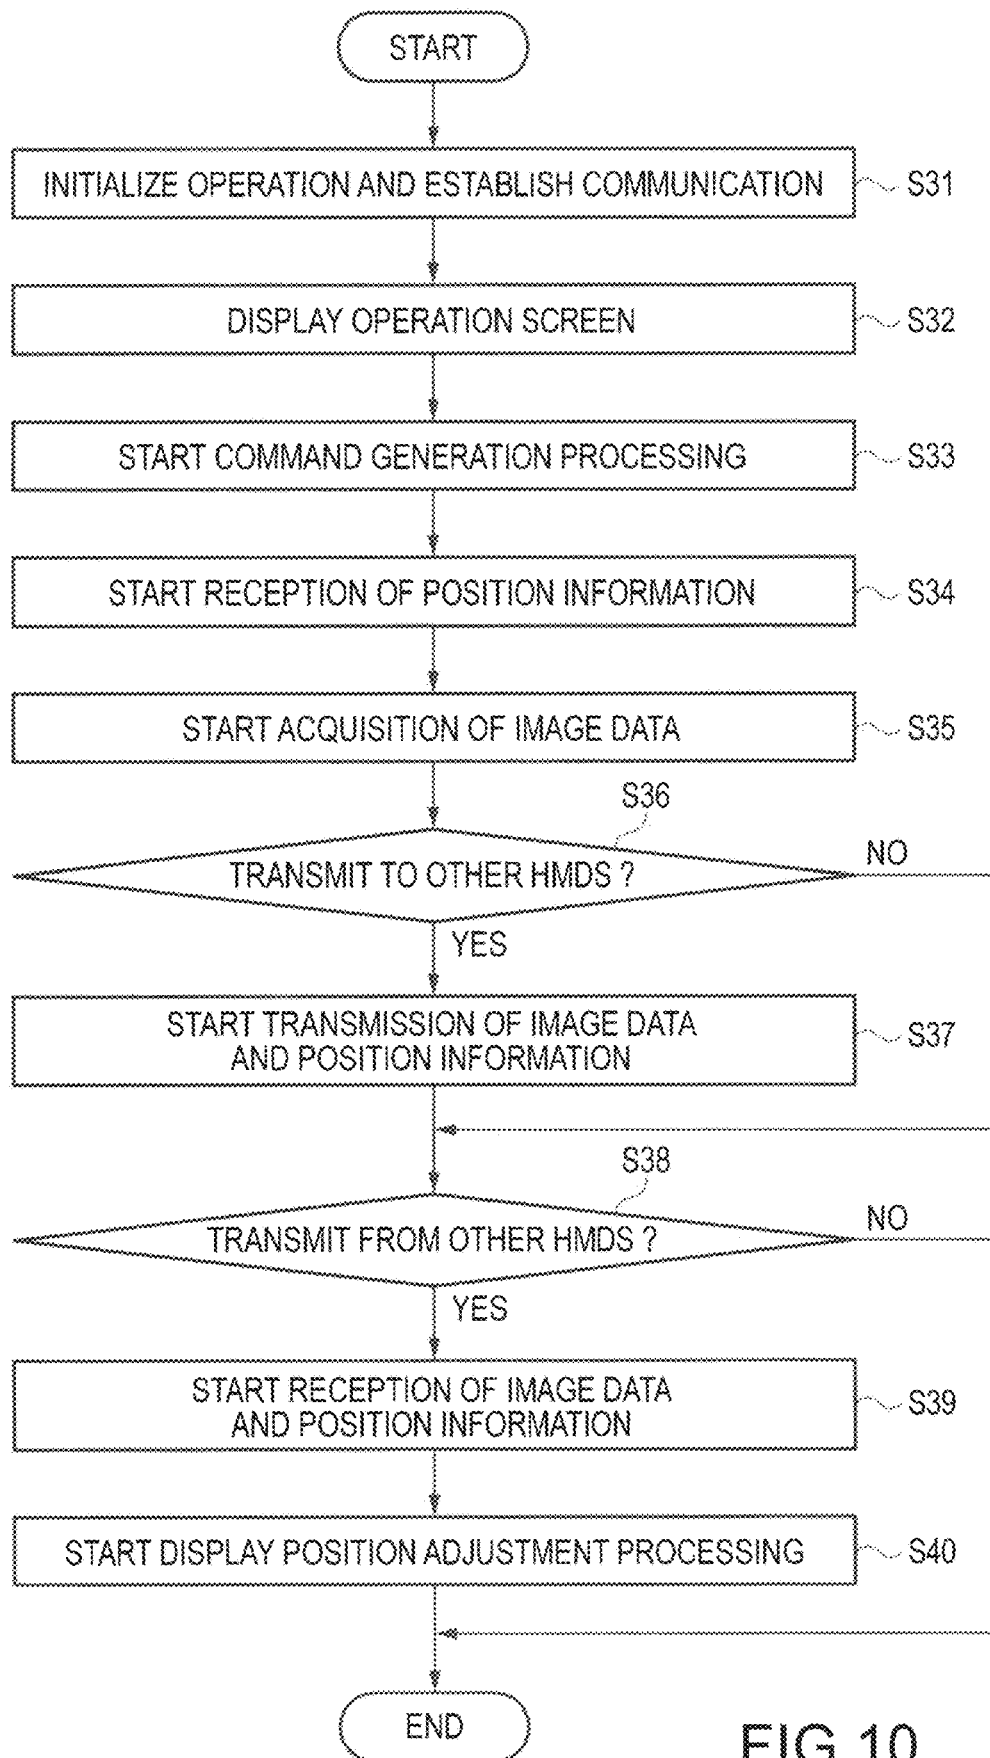 START
INITIALIZE OPERATION AND ESTABLISH COMMUNICATION
S31
DISPLAY OPERATION SCREEN
S32
START COMMAND GENERATION PROCESSING
S33
START RECEPTION OF POSITION INFORMATION
S34
START ACQUISITION OF IMAGE DATA
S35
S36
TRANSMIT TO OTHER HMDS ?
NO
YES
START TRANSMISSION OF IMAGE DATA
AND POSITION INFORMATION
S37
S38
TRANSMIT FROM OTHER HMDS ?
NO
YES
START RECEPTION OF IMAGE DATA
AND POSITION INFORMATION
S39
START DISPLAY POSITION ADJUSTMENT PROCESSING
S40
END
FIG.10